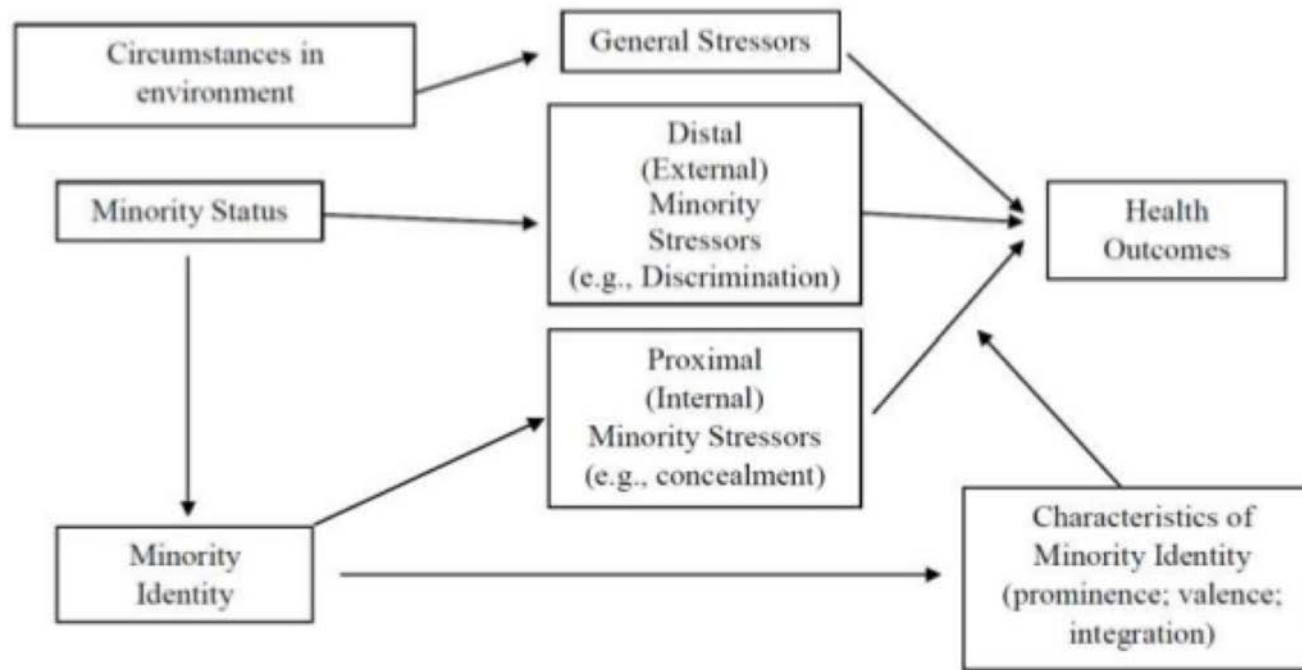 Circumstances in
environment
General Stressors
Distal
(External)
Minority
Stressors
(e.g., Discrimination)
Minority Status
Health
Outcomes
Proximal
(Internal)
Minority Stressors
(e.g., concealment)
Minority
Identity
Characteristics of
Minority Identity
(prominence; valence;
integration)